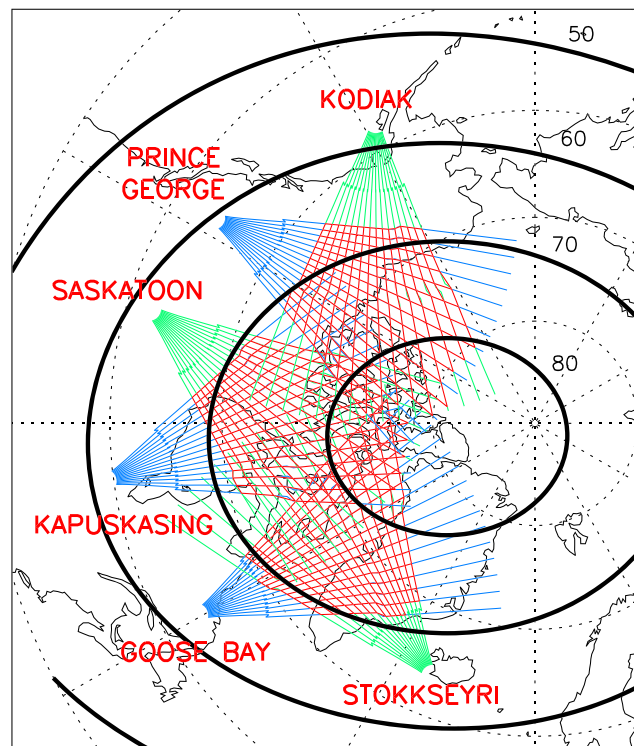 50
KODIAK
60
PRINCE
GEORGE
70
SASKATOON
80
KAPUSKASING
GOOSE BAY
STOKKSEYRI